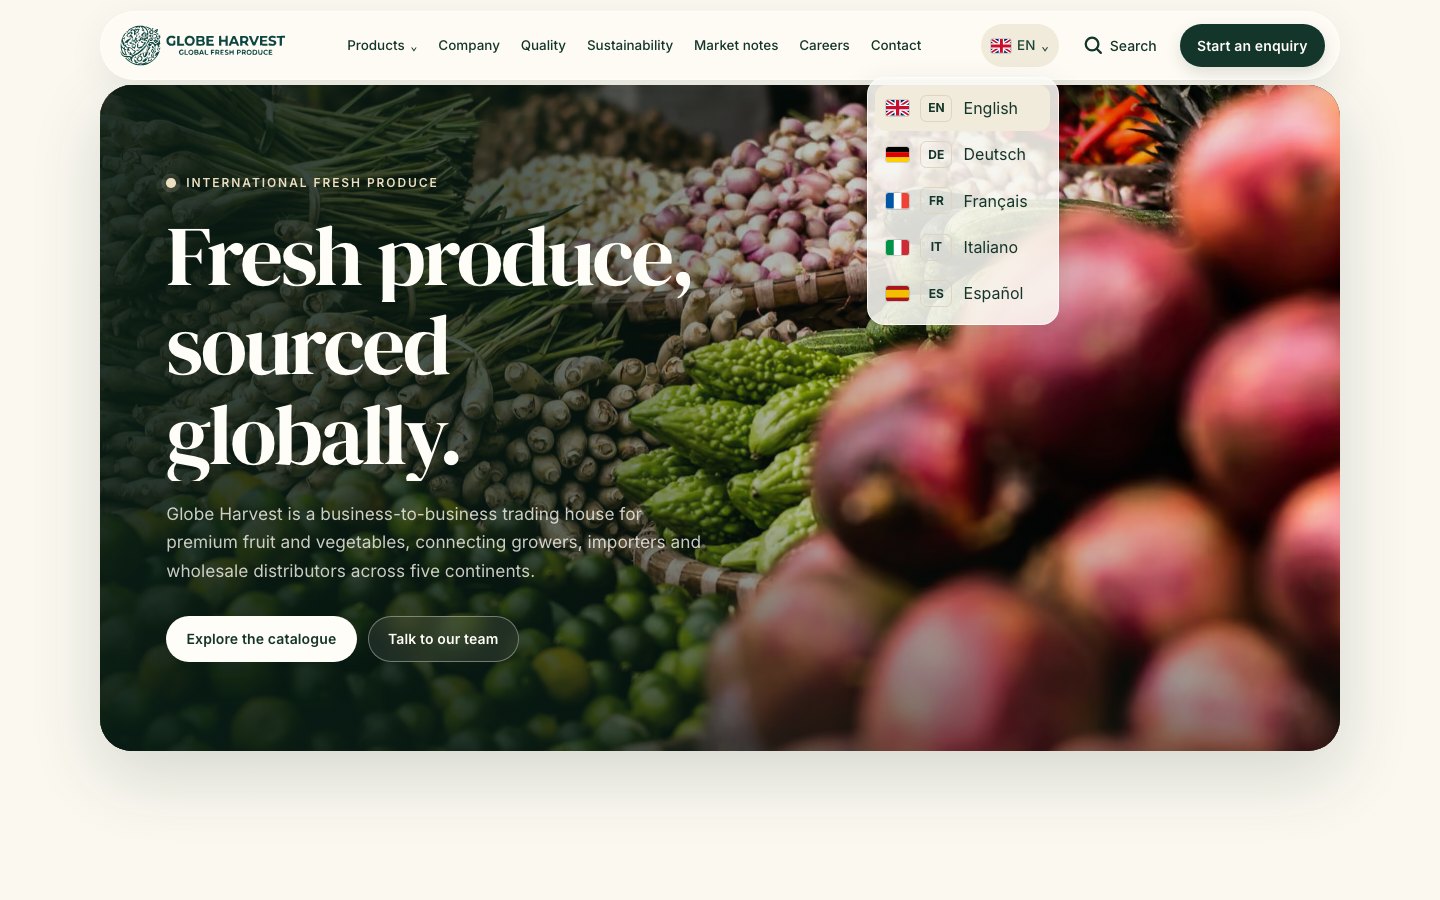 GLOBE HARVEST
GLOBAL FRESH PRODUCE
Products
Company
Quality
Sustainability
Market notes
Careers
Contact
EN
Search
Start an enquiry
EN English
DE Deutsch
FR Français
IT Italiano
ES Español
INTERNATIONAL FRESH PRODUCE
Fresh produce,
sourced
globally.
Globe Harvest is a business-to-business trading house for
premium fruit and vegetables, connecting growers, importers and
wholesale distributors across five continents.
Explore the catalogue
Talk to our team